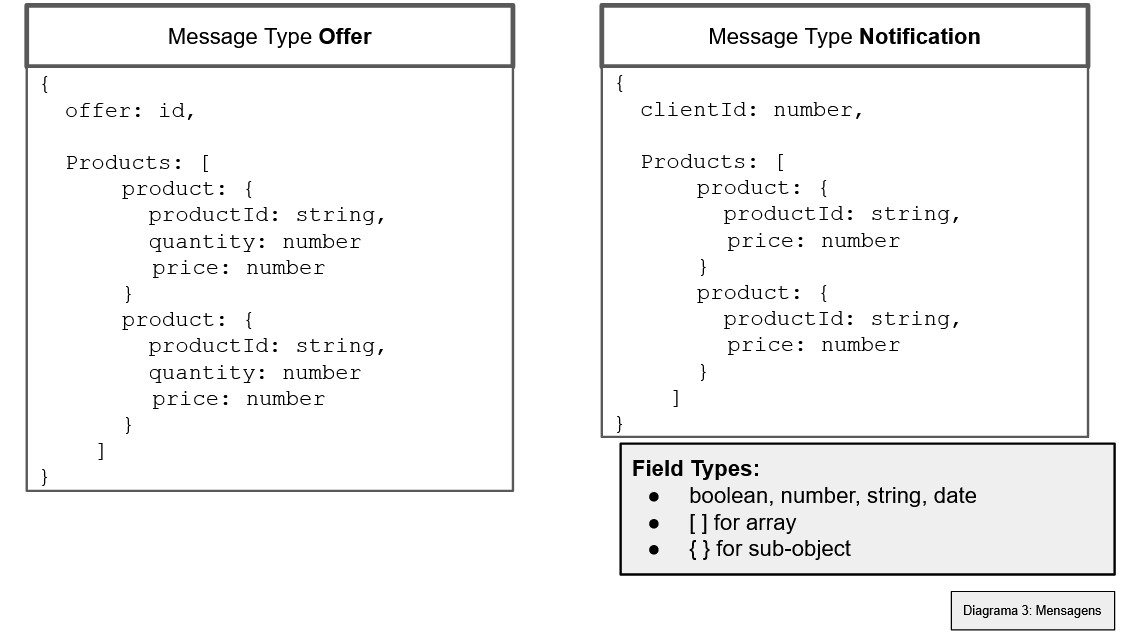 Message Type Offer
{
offer: id,
Products: [
product: {
productId: string,
quantity: number
price: number
}
product: {
productId: string,
quantity: number
price: number
}
]
}
Message Type Notification
{
clientId: number,
Products: [
product: {
productId: string,
price: number
}
product: {
productId: string,
price: number
}
]
}
Field Types:
● boolean, number, string, date
● [ ] for array
● { } for sub-object
Diagrama 3: Mensagens